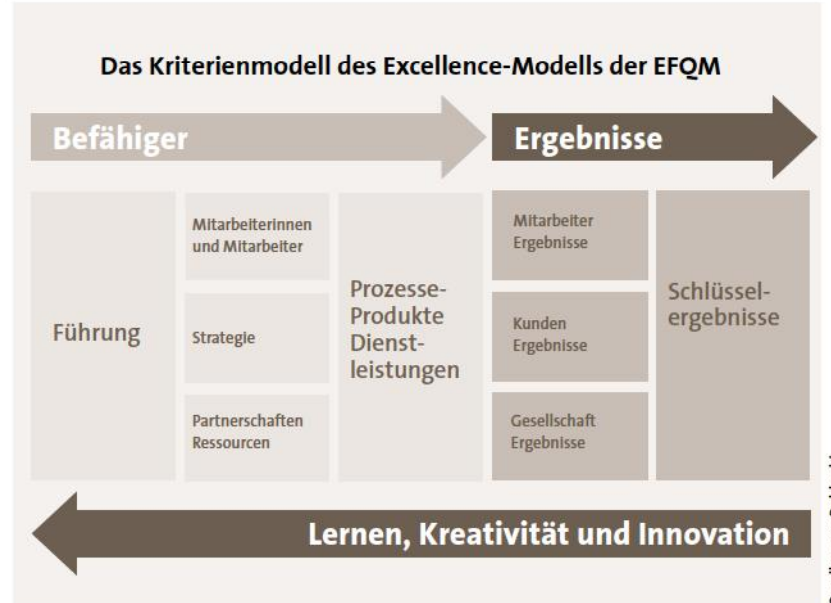 Das Kriterienmodell des Excellence-Modells der EFQM
Befähiger
Ergebnisse
Führung
Mitarbeiterinnen
und Mitarbeiter
Strategie
Partnerschaften
Ressourcen
Prozesse-
Produkte
Dienst-
leistungen
Mitarbeiter
Ergebnisse
Kunden
Ergebnisse
Gesellschaft
Ergebnisse
Schlüssel-
ergebnisse
Lernen, Kreativität und Innovation